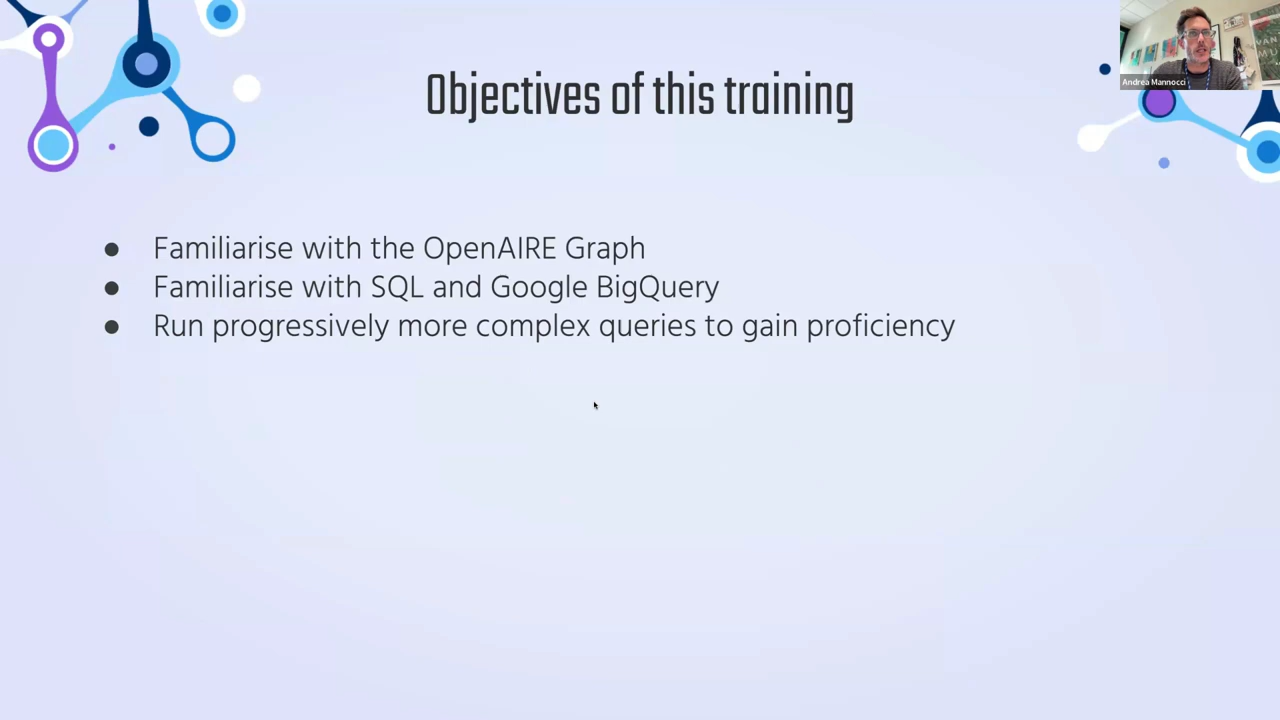 Objectives of this training
Andrea Mannocci
● Familiarise with the OpenAIRE Graph
● Familiarise with SQL and Google BigQuery
● Run progressively more complex queries to gain proficiency